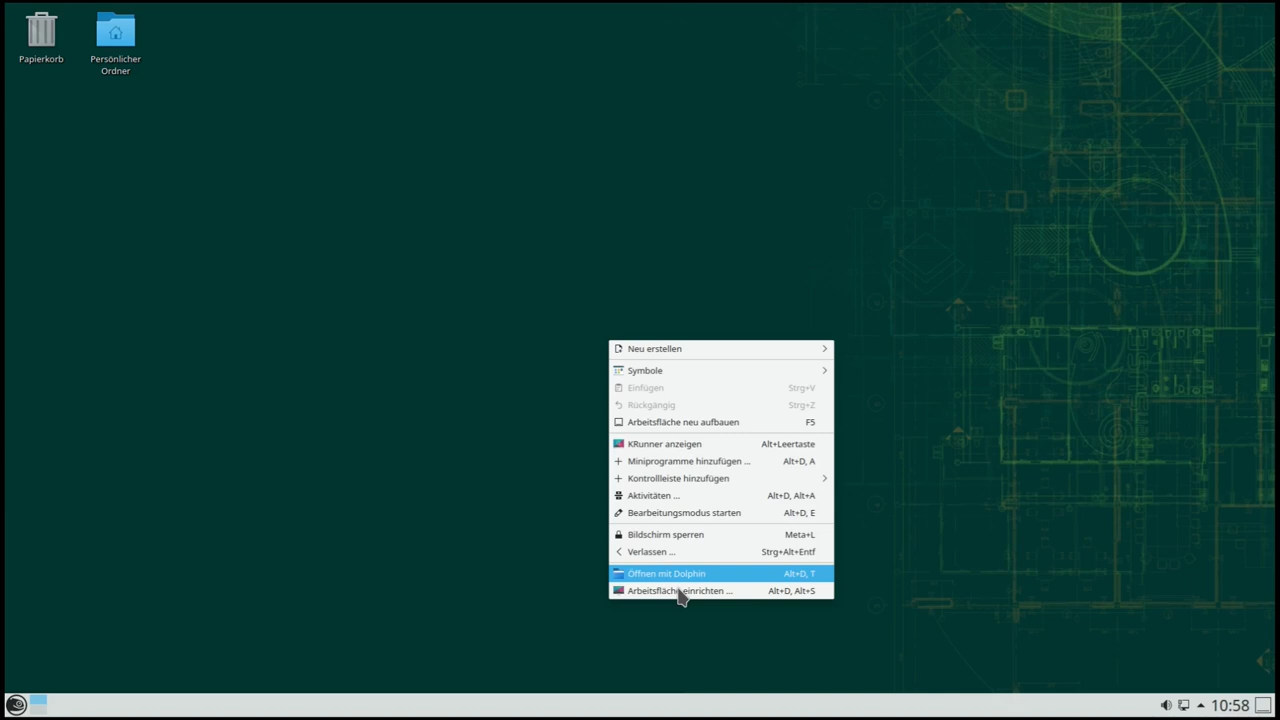 Papierkorb
Persönlicher
Ordner
Neu erstellen
Symbole
Einfügen Strg+V
Rückgängig Strg+Z
Arbeitsfläche neu aufbauen F5
KRunner anzeigen Alt+Leertaste
Miniprogramme hinzufügen ... Alt+D, A
Kontrollleiste hinzufügen
Aktivitäten ... Alt+D, Alt+A
Bearbeitungsmodus starten Alt+D, E
Bildschirm sperren Meta+L
Verlassen ... Strg+Alt+Entf
Öffnen mit Dolphin Alt+D, T
Arbeitsfläche einrichten ... Alt+D, Alt+S
10:58